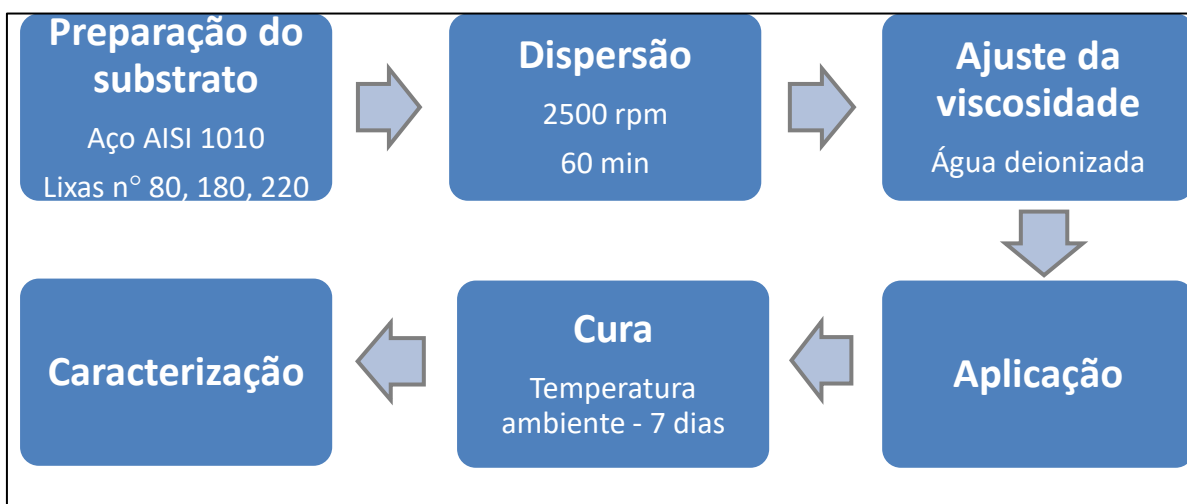 Preparação do
substrato
Aço AISI 1010
Lixas n° 80, 180, 220
Dispersão
2500 rpm
60 min
Ajuste da
viscosidade
Água deionizada
Aplicação
Cura
Temperatura
ambiente - 7 dias
Caracterização